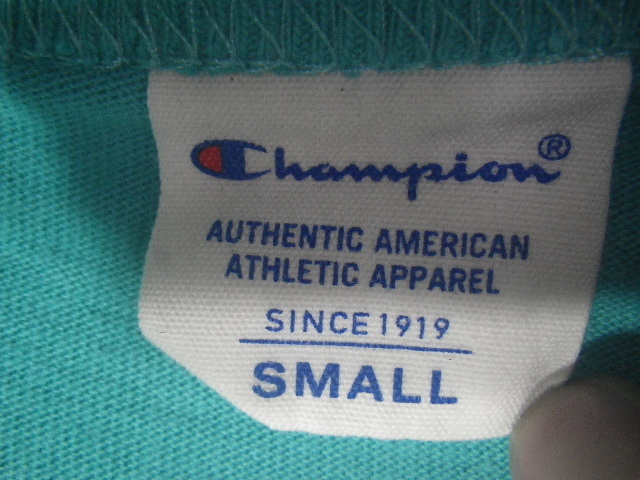 Champion®
AUTHENTIC AMERICAN
ATHLETIC APPAREL
SINCE 1919
SMALL